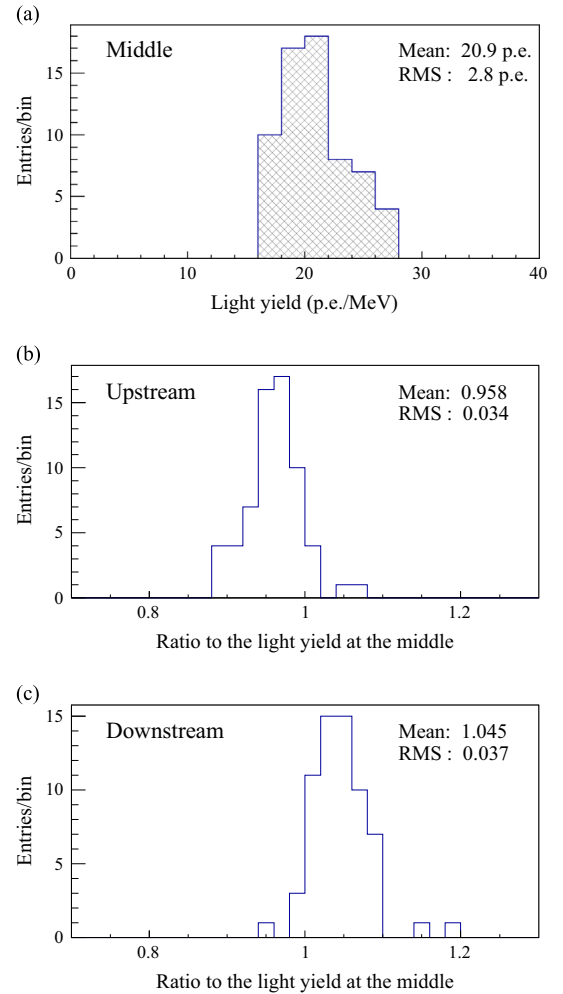 (a)
Middle
Mean: 20.9 p.e.
RMS : 2.8 p.e.
Entries/bin
15
10
5
0
0 10 20 30 40
Light yield (p.e./MeV)
(b)
Upstream
Mean: 0.958
RMS : 0.034
Entries/bin
15
10
5
0
0.8 1 1.2
Ratio to the light yield at the middle
(c)
Downstream
Mean: 1.045
RMS : 0.037
Entries/bin
15
10
5
0
0.8 1 1.2
Ratio to the light yield at the middle